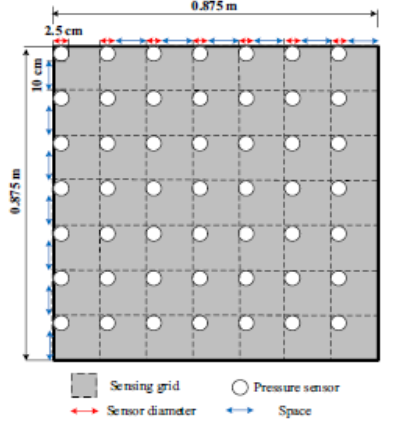 0.875 m
2.5 cm
10 cm
0.875 m
Sensing grid
Pressure sensor
Sensor diameter
Space